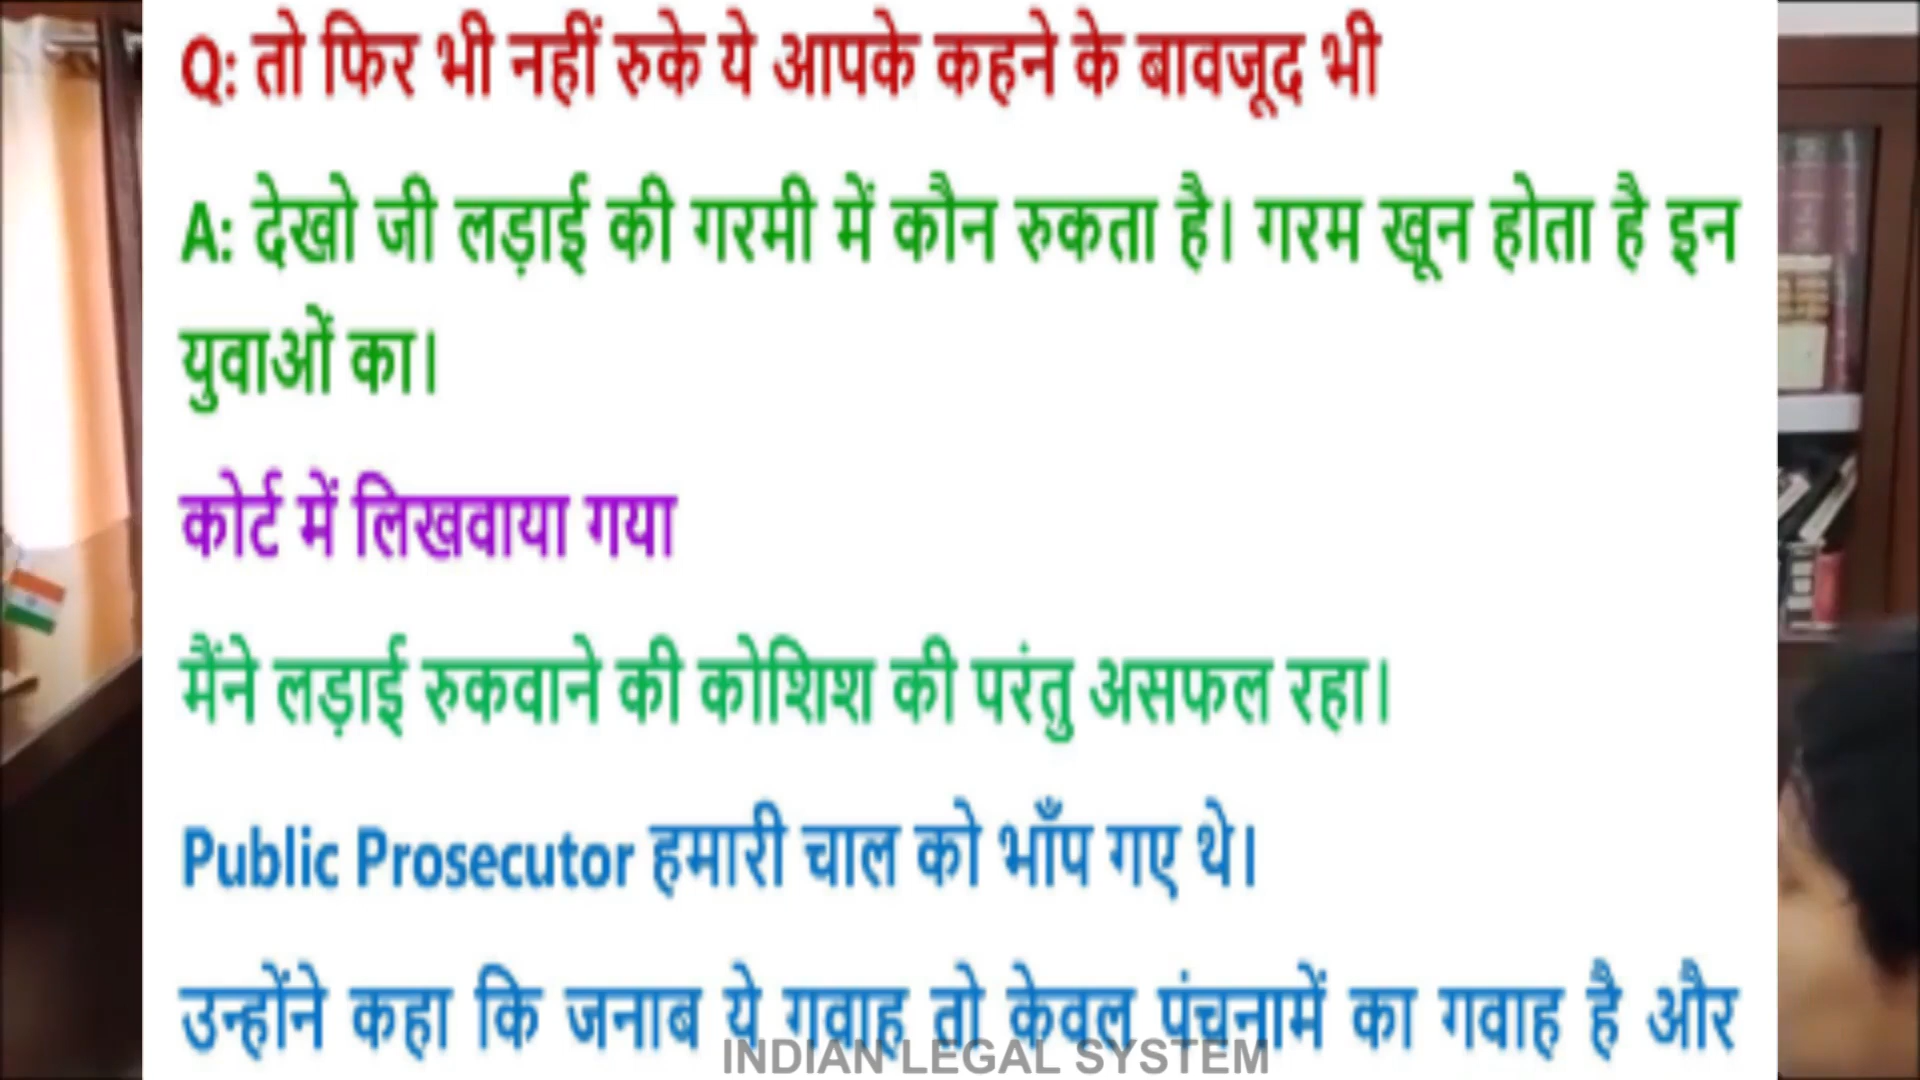 Q: तो फिर भी नहीं रुके ये आपके कहने के बावजूद भी
A: देखो जी लड़ाई की गरमी में कौन रुकता है। गरम खून होता है इन
युवाओं का।
कोर्ट में लिखवाया गया
मैंने लड़ाई रुकवाने की कोशिश की परंतु असफल रहा।
Public Prosecutor हमारी चाल को भाँप गए थे।
उन्होंने कहा कि जनाब ये गवाह तो केवल पंचनामें का गवाह है और
INDIAN LEGAL SYSTEM